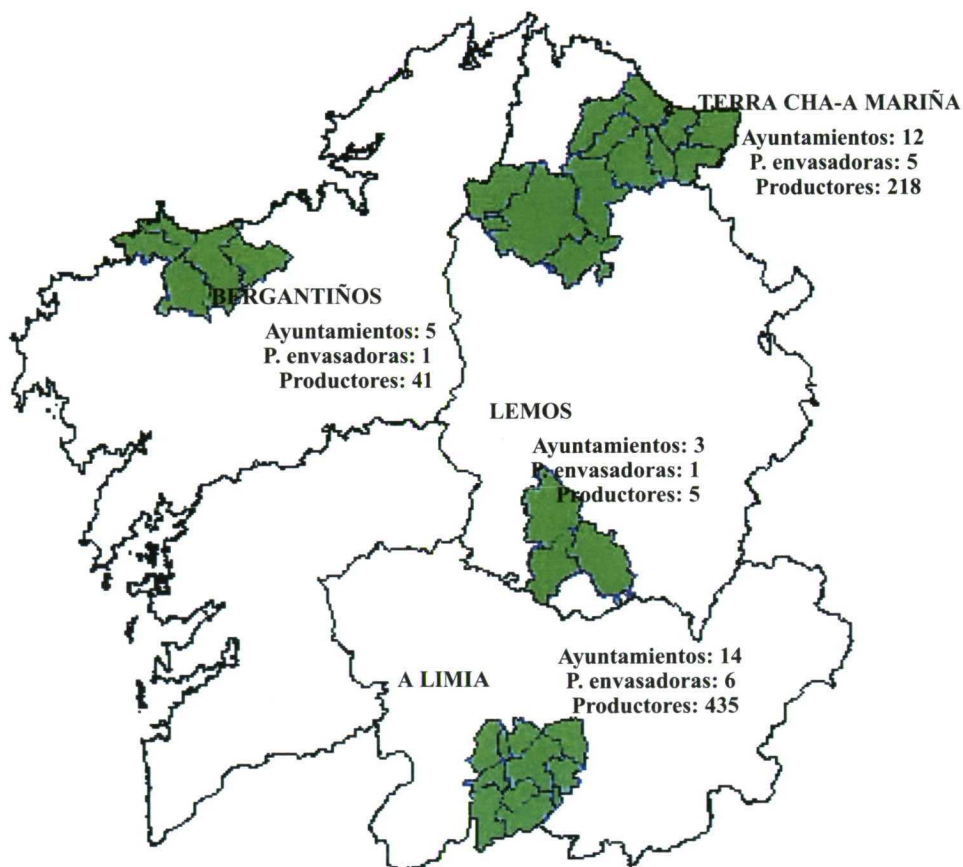 TERRA CHA-A MARIÑA
Ayuntamientos: 12
P. envasadoras: 5
Productores: 218
BERGANTIÑOS
Ayuntamientos: 5
P. envasadoras: 1
Productores: 41
LEMOS
Ayuntamientos: 3
P. envasadoras: 1
Productores: 5
A LIMIA
Ayuntamientos: 14
P. envasadoras: 6
Productores: 435